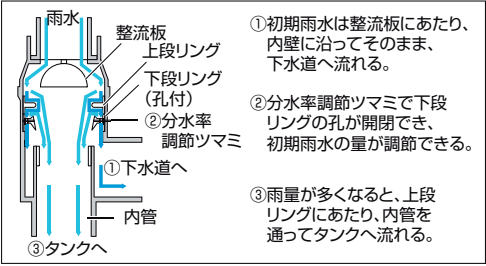 雨水
整流板
上段リング
下段リング
(孔付)
②分水率
調節ツマミ
①下水道へ
内管
③タンクへ
①初期雨水は整流板にあたり、
内壁に沿ってそのまま、
下水道へ流れる。
②分水率調節ツマミで下段
リングの孔が開閉でき、
初期雨水の量が調節できる。
③雨量が多くなると、上段
リングにあたり、内管を
通ってタンクへ流れる。